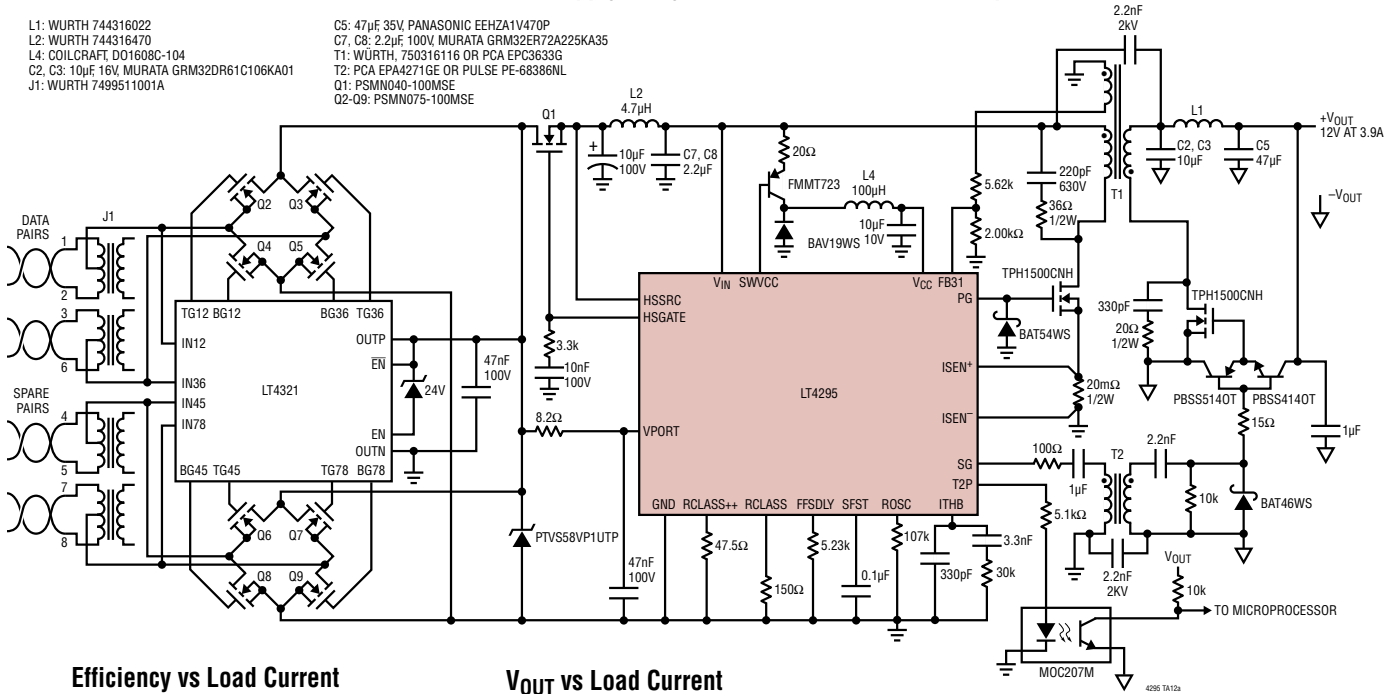 L1: WURTH 744316022
L2: WURTH 744316470
L4: COILCRAFT, DO1608C-104
C2, C3: 10µF, 16V, MURATA GRM32DR61C106KA01
J1: WURTH 7499511001A
C5: 47µF, 35V, PANASONIC EEHZA1V470P
C7, C8: 2.2µF, 100V, MURATA GRM32ER72A225KA35
T1: WÜRTH, 750316116 OR PCA EPC3633G
T2: PCA EPA4271GE OR PULSE PE-68386NL
Q1: PSMN040-100MSE
Q2-Q9: PSMN075-100MSE
2.2nF
2kV
L2
4.7µH
Q1
+
10µF
100V
C7, C8
2.2µF
20Ω
FMMT723
L4
100µH
BAV19WS
10µF
10V
5.62k
2.00kΩ
220pF
630V
36Ω
1/2W
T1
L1
+VOUT
12V AT 3.9A
C2, C3
10µF
C5
47µF
–VOUT
DATA
PAIRS
J1
1
2
3
6
SPARE
PAIRS
4
5
7
8
Q2
Q3
Q4
Q5
TG12 BG12
BG36 TG36
IN12
IN36
IN45
IN78
LT4321
OUTP
EN
EN
OUTN
BG45 TG45
TG78 BG78
24V
47nF
100V
Q6
Q7
Q8
Q9
3.3k
10nF
100V
8.2Ω
PTVS58VP1UTP
47nF
100V
VIN SWVCC
VCC FB31
HSSRC
HSGATE
PG
LT4295
VPORT
ISEN+
ISEN–
SG
T2P
GND RCLASS++ RCLASS FFSDLY SFST ROSC ITHB
47.5Ω
150Ω
5.23k
0.1µF
107k
330pF
3.3nF
30k
TPH1500CNH
BAT54WS
20mΩ
1/2W
330pF
20Ω
1/2W
TPH1500CNH
PBSS5140T
PBSS4140T
15Ω
1µF
100Ω
1µF
T2
2.2nF
10k
BAT46WS
2.2nF
2KV
5.1kΩ
VOUT
10k
TO MICROPROCESSOR
MOC207M
4295 TA12a
Efficiency vs Load Current
VOUT vs Load Current